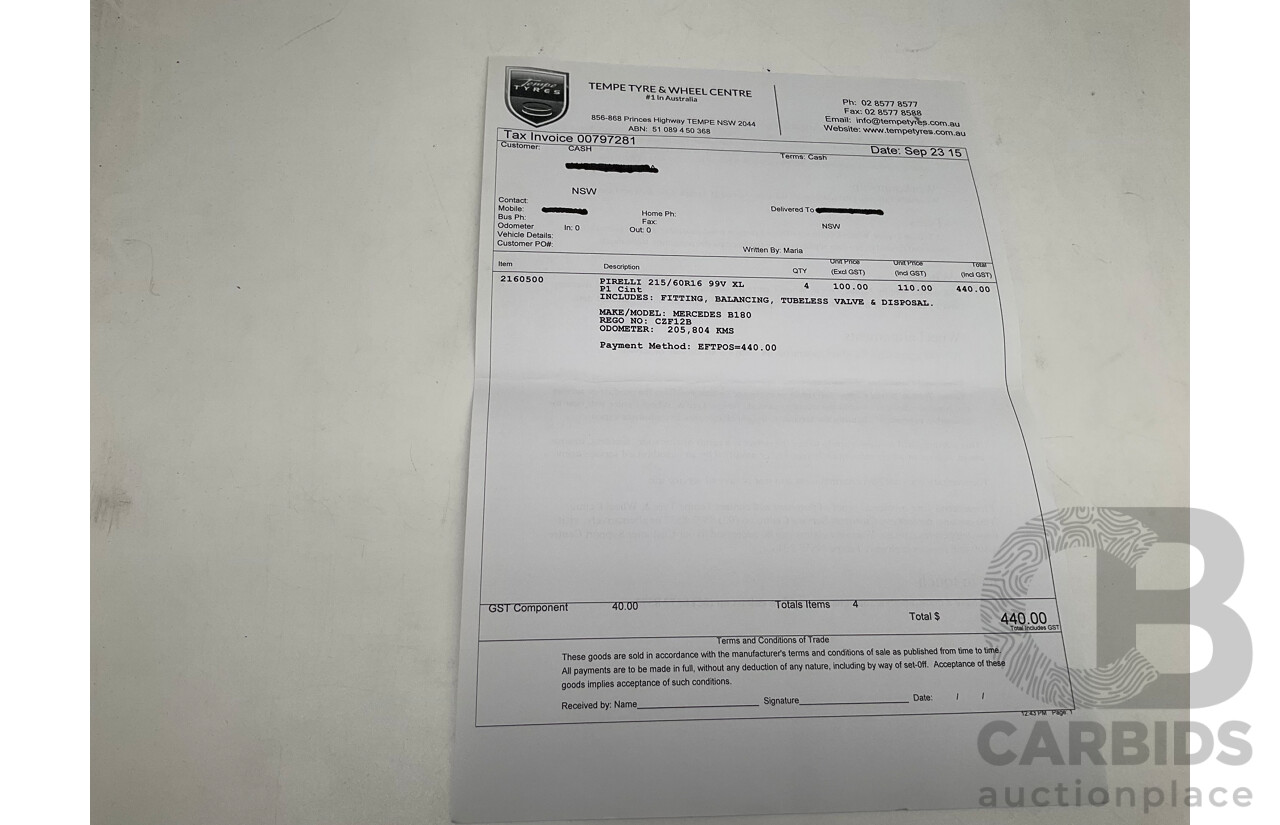 Tempe
TYRES
TEMPE TYRE & WHEEL CENTRE
#1 In Australia
856-868 Princes Highway TEMPE NSW 2044
ABN: 51 089 450 368
Ph: 02 8577 8577
Fax: 02 8577 8588
Email: info@tempetyres.com.au
Website: www.tempetyres.com.au
Tax Invoice 00797281
Date: Sep 23 15
Customer: CASH
Terms: Cash
NSW
Contact:
Mobile:
Delivered To
Bus Ph:
Home Ph:
Fax:
NSW
Odometer In: 0 Out: 0
Vehicle Details:
Customer PO#:
Written By: Maria
Item Description QTY Unit Price (Excl GST) Unit Price (Incl GST) Total (Incl GST)
2160500 PIRELLI 215/60R16 99V XL 4 100.00 110.00 440.00
P1 Cint
INCLUDES: FITTING, BALANCING, TUBELESS VALVE & DISPOSAL.
MAKE/MODEL: MERCEDES B180
REGO NO: CZF12B
ODOMETER: 205,804 KMS
Payment Method: EFTPOS=440.00
GST Component 40.00 Totals Items 4
Total $ 440.00
Total Includes GST
Terms and Conditions of Trade
These goods are sold in accordance with the manufacturer's terms and conditions of sale as published from time to time.
All payments are to be made in full, without any deduction of any nature, including by way of set-Off. Acceptance of these
goods implies acceptance of such conditions.
Received by: Name Signature Date: / /
12:43 PM Page: 1
CB
CARBIDS
auctionplace